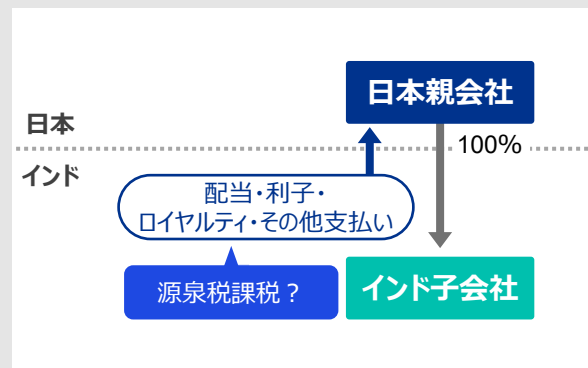 日本親会社
日本
100%
インド
配当・利子・
ロイヤルティ・その他支払い
源泉税課税？
インド子会社